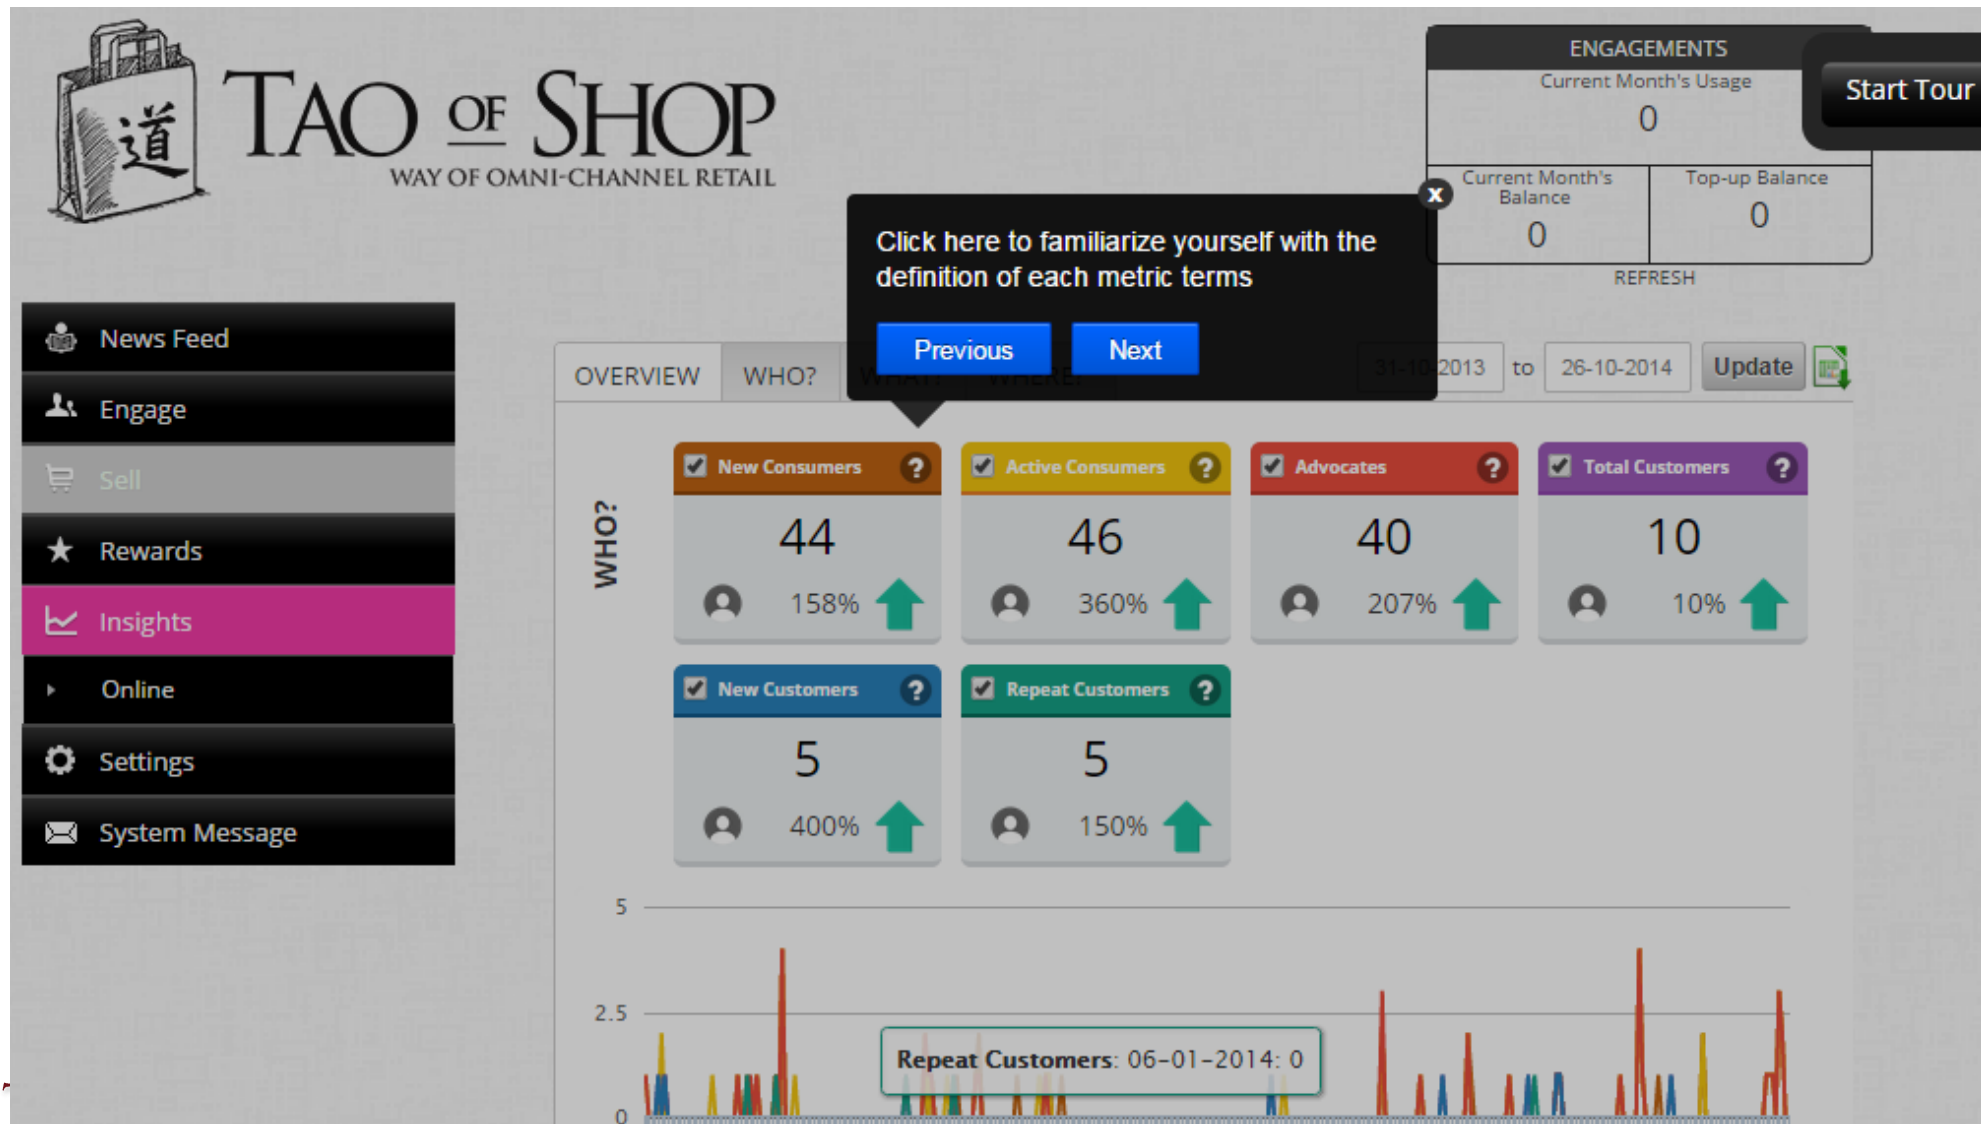 道
TAO OF SHOP
WAY OF OMNI-CHANNEL RETAIL
ENGAGEMENTS
Current Month's Usage
0
Current Month's
Balance
0
Top-up Balance
0
REFRESH
Start Tour
x
Click here to familiarize yourself with the
definition of each metric terms
Previous
Next
News Feed
Engage
Sell
Rewards
Insights
Online
Settings
System Message
OVERVIEW
WHO?
WHAT?
WHERE?
31-10-2013 to 26-10-2014 Update
WHO?
New Consumers ?
44
158%
Active Consumers ?
46
360%
Advocates ?
40
207%
Total Customers ?
10
10%
New Customers ?
5
400%
Repeat Customers ?
5
150%
5
2.5
0
Repeat Customers: 06-01-2014: 0